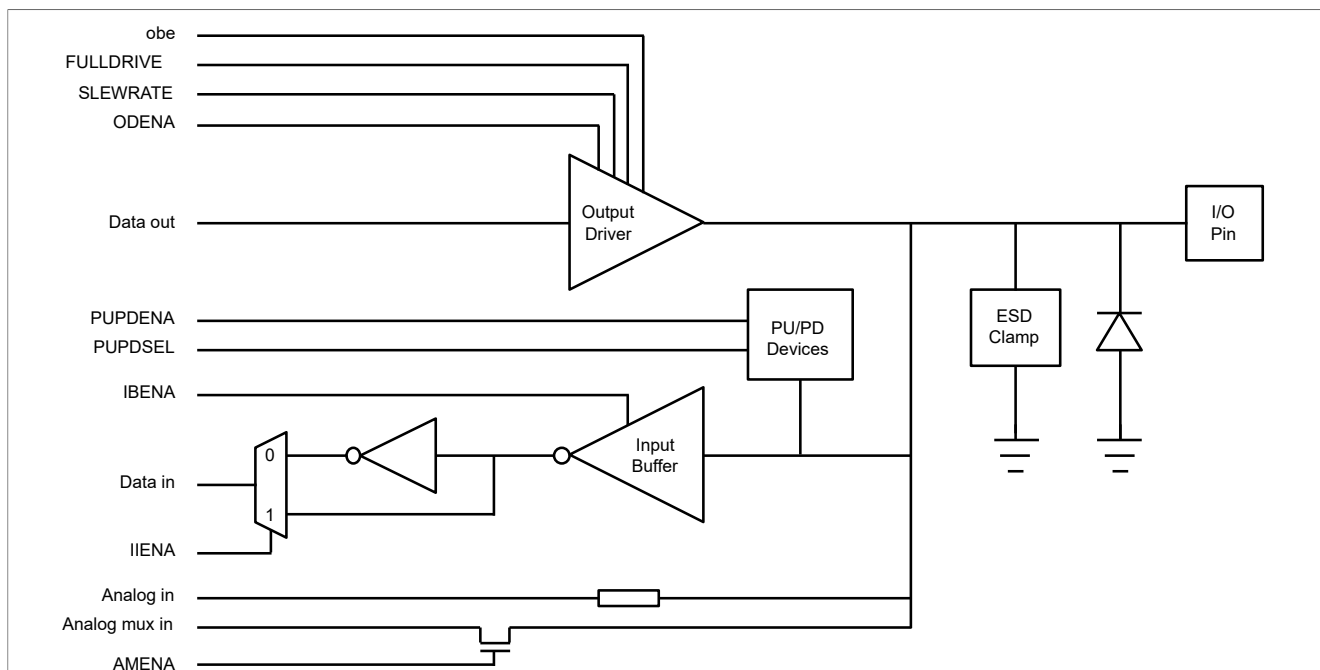 obe
FULLDRIVE
SLEWRATE
ODENA
Data out
Output
Driver
I/O
Pin
PUPDENA
PUPDSEL
PU/PD
Devices
ESD
Clamp
IBENA
Input
Buffer
0
Data in
1
IIENA
Analog in
Analog mux in
AMENA